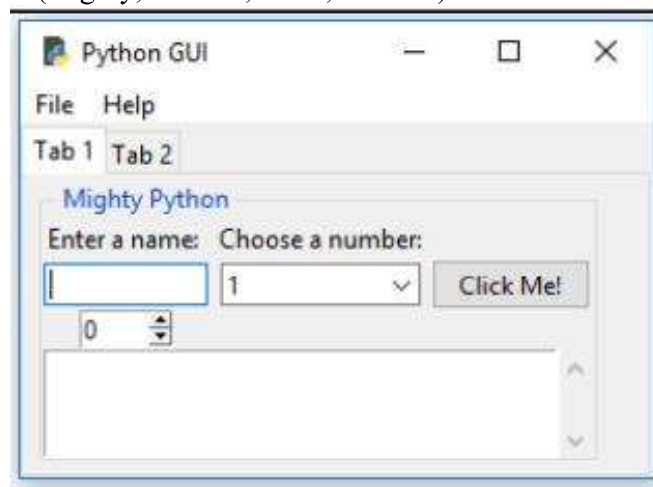 Python GUI
File Help
Tab 1 Tab 2
Mighty Python
Enter a name: Choose a number:
1 Click Me!
0